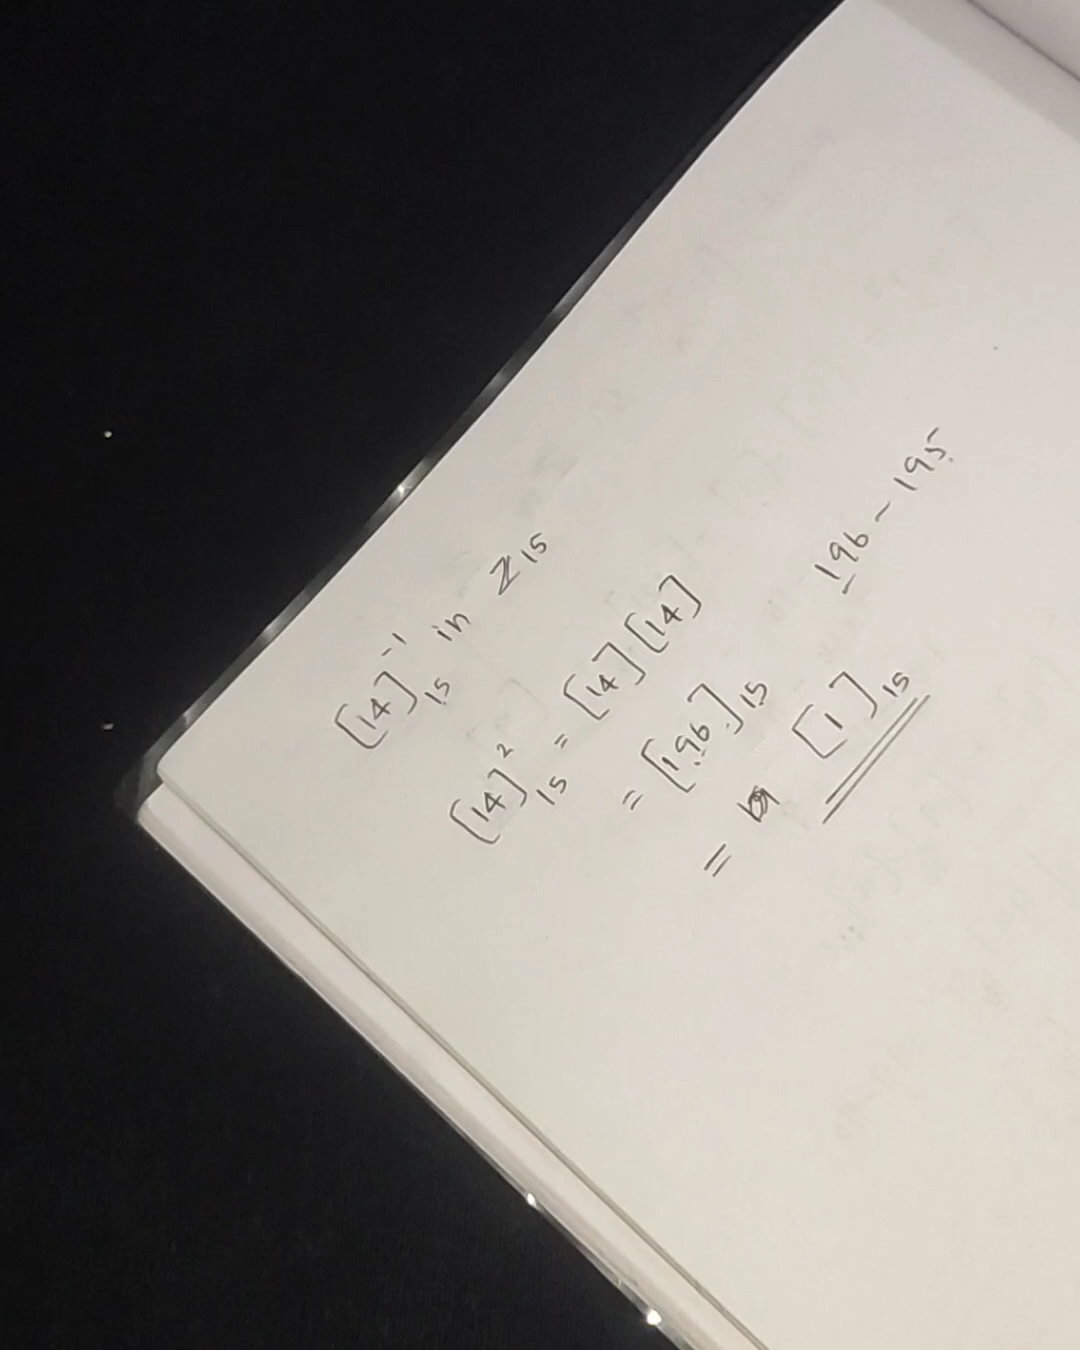 [14]⁻¹₁₅ in ℤ15
[14]²₁₅ = [14] [14]
= [196]₁₅ 196 - 195
= [1]₁₅